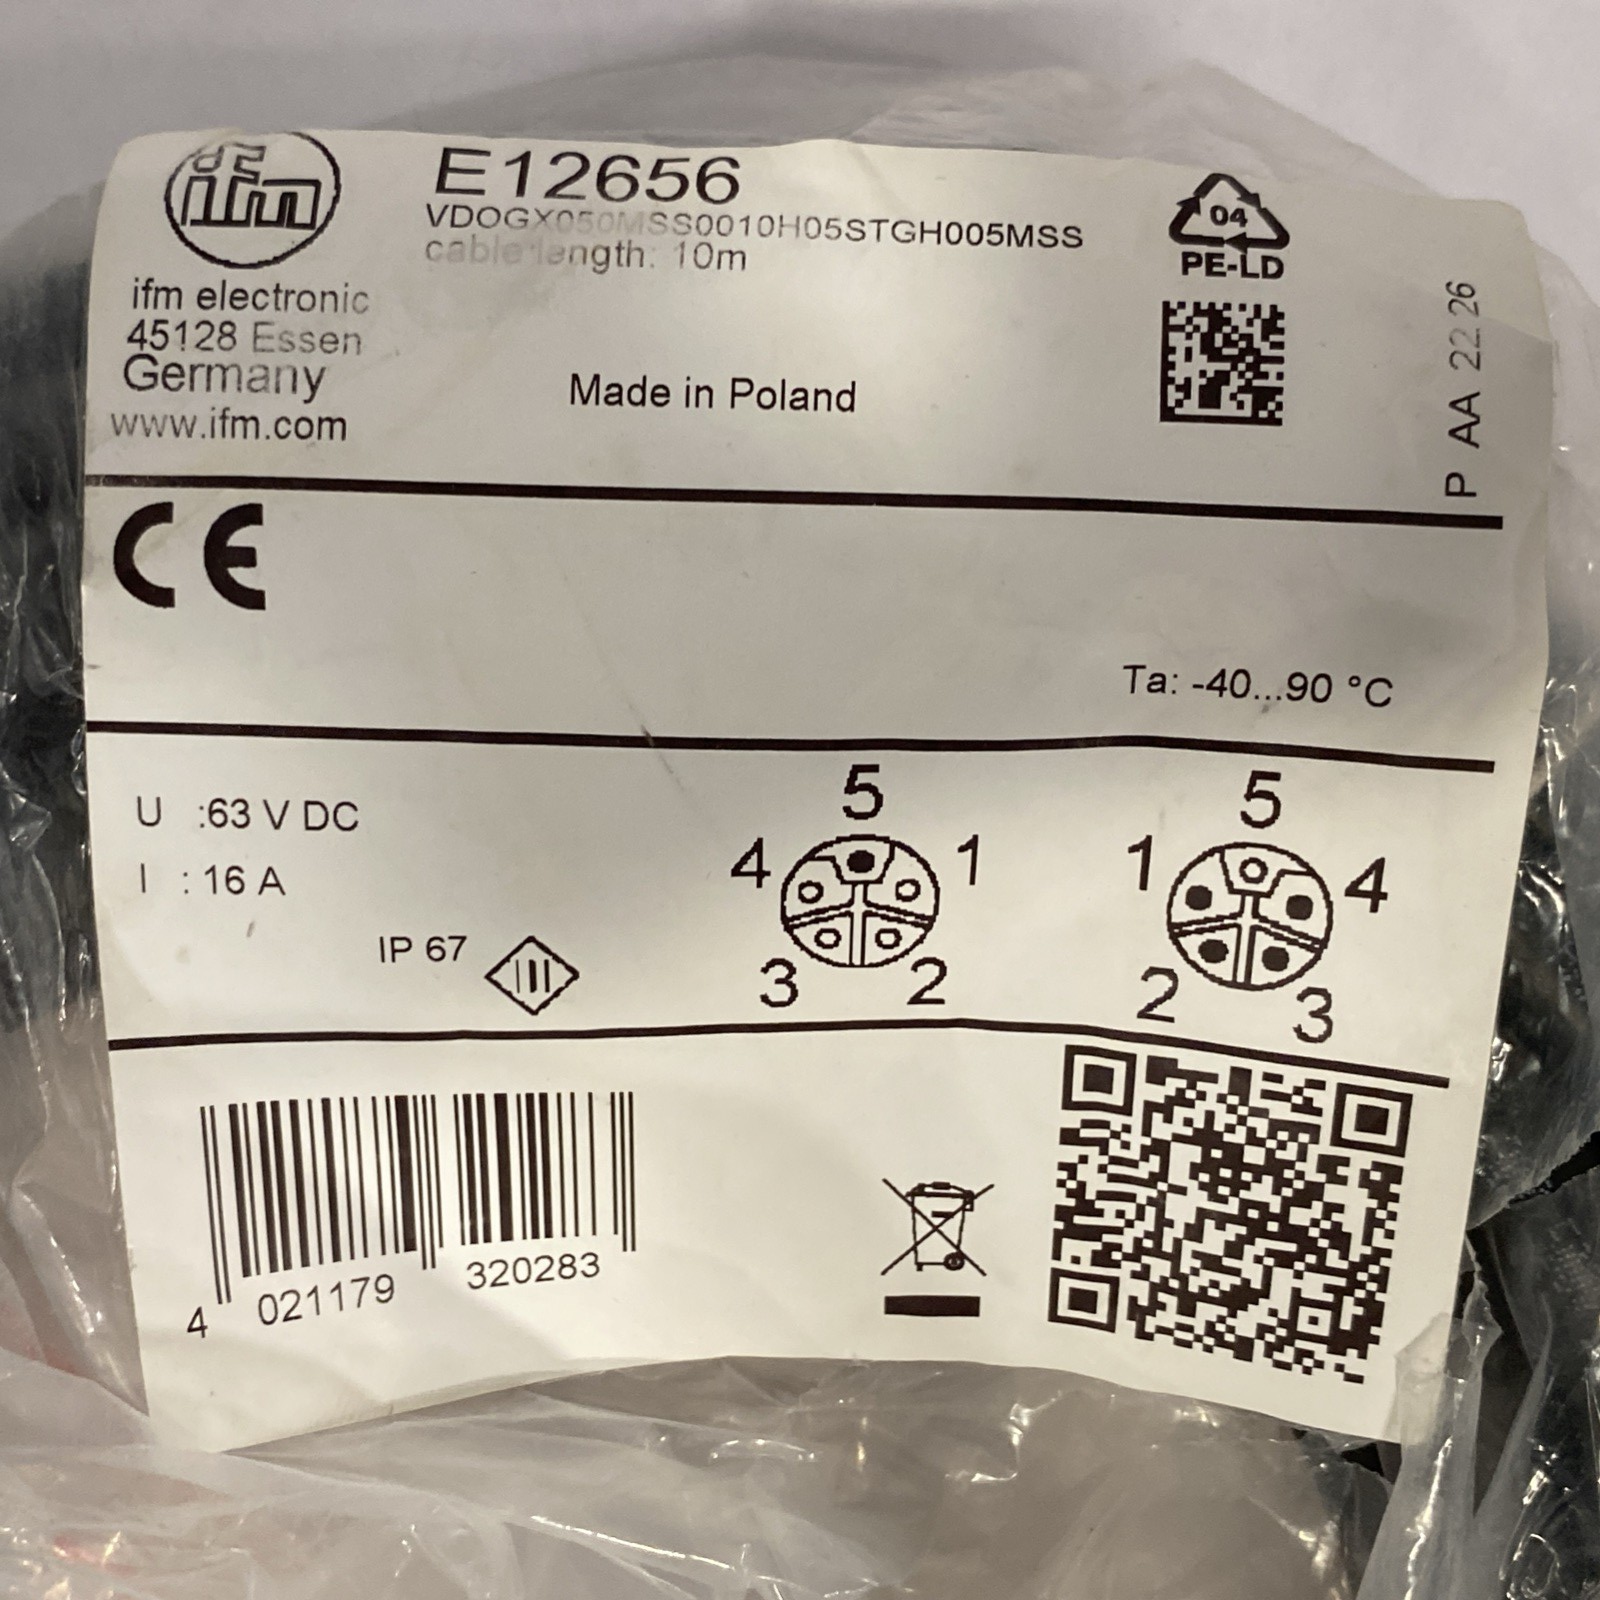 ifm
E12656
VDOGX050MSS0010H05STGH005MSS
cable length: 10m
ifm electronic
45128 Essen
Germany
www.ifm.com
Made in Poland
04
PE-LD
P AA 22 26
CE
Ta: -40...90 °C
U :63 V DC
I : 16 A
IP 67
III
5
4 1
3 2
5
1 4
2 3
4 021179 320283